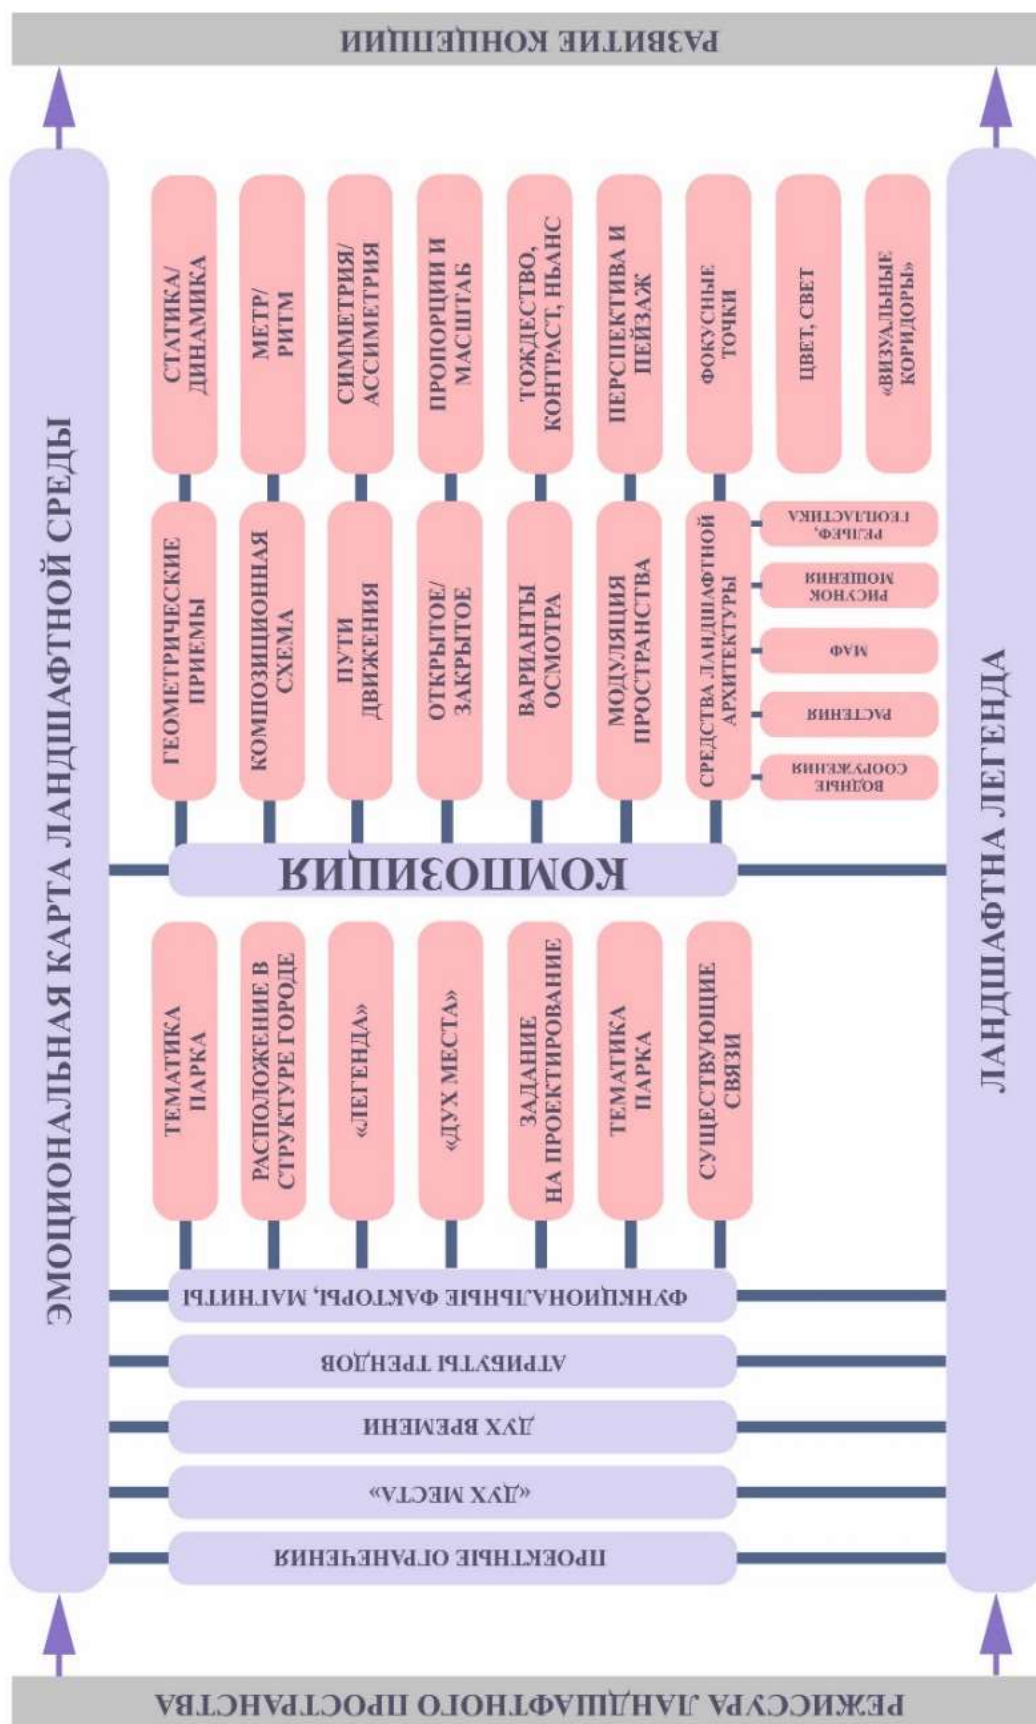 РЕЖИССУРА ЛАНДШАФТНОГО ПРОСТРАНСТВА
ЭМОЦИОНАЛЬНАЯ КАРТА ЛАНДШАФТНОЙ СРЕДЫ
ПРОЕКТНЫЕ ОГРАНЕЧЕНИЯ
«ДУХ МЕСТА»
ДУХ ВРЕМЕНИ
АТРИБУТЫ ТРЕНДОВ
ФУНКЦИОНАЛЬНЫЕ ФАКТОРЫ, МАГНИТЫ
ТЕМАТИКА
ПАРКА
РАСПОЛОЖЕНИЕ В
СТРУКТУРЕ ГОРОДЕ
«ЛЕГЕНДА»
«ДУХ МЕСТА»
ЗАДАНИЕ
НА ПРОЕКТИРОВАНИЕ
ТЕМАТИКА
ПАРКА
СУЩЕСТВУЮЩИЕ
СВЯЗИ
КОМПОЗИЦИЯ
ГЕОМЕТРИЧЕСКИЕ
ПРИЕМЫ
КОМПОЗИЦИОННАЯ
СХЕМА
ПУТИ
ДВИЖЕНИЯ
ОТКРЫТОЕ/
ЗАКРЫТОЕ
ВАРИАНТЫ
ОСМОТРА
МОДУЛЯЦИЯ
ПРОСТРАНСТВА
СРЕДСТВА ЛАНДШАФТНОЙ
АРХИТЕКТУРЫ
ВОДНЫЕ
СООРУЖЕНИЯ
РАСТЕНИЯ
МАФ
РИСУНОК
МОЩЕНИЯ
РЕЛЬЕФ,
ГЕОПЛАСТИКА
СТАТИКА/
ДИНАМИКА
МЕТР/
РИТМ
СИММЕТРИЯ/
АССИМЕТРИЯ
ПРОПОРЦИИ И
МАСШТАБ
ТОЖДЕСТВО,
КОНТРАСТ, НЬАНС
ПЕРСПЕКТИВА И
ПЕЙЗАЖ
ФОКУСНЫЕ
ТОЧКИ
ЦВЕТ, СВЕТ
«ВИЗУАЛЬНЫЕ
КОРИДОРЫ»
ЛАНДШАФТНА ЛЕГЕНДА
РАЗВИТИЕ КОНЦЕПЦИИ